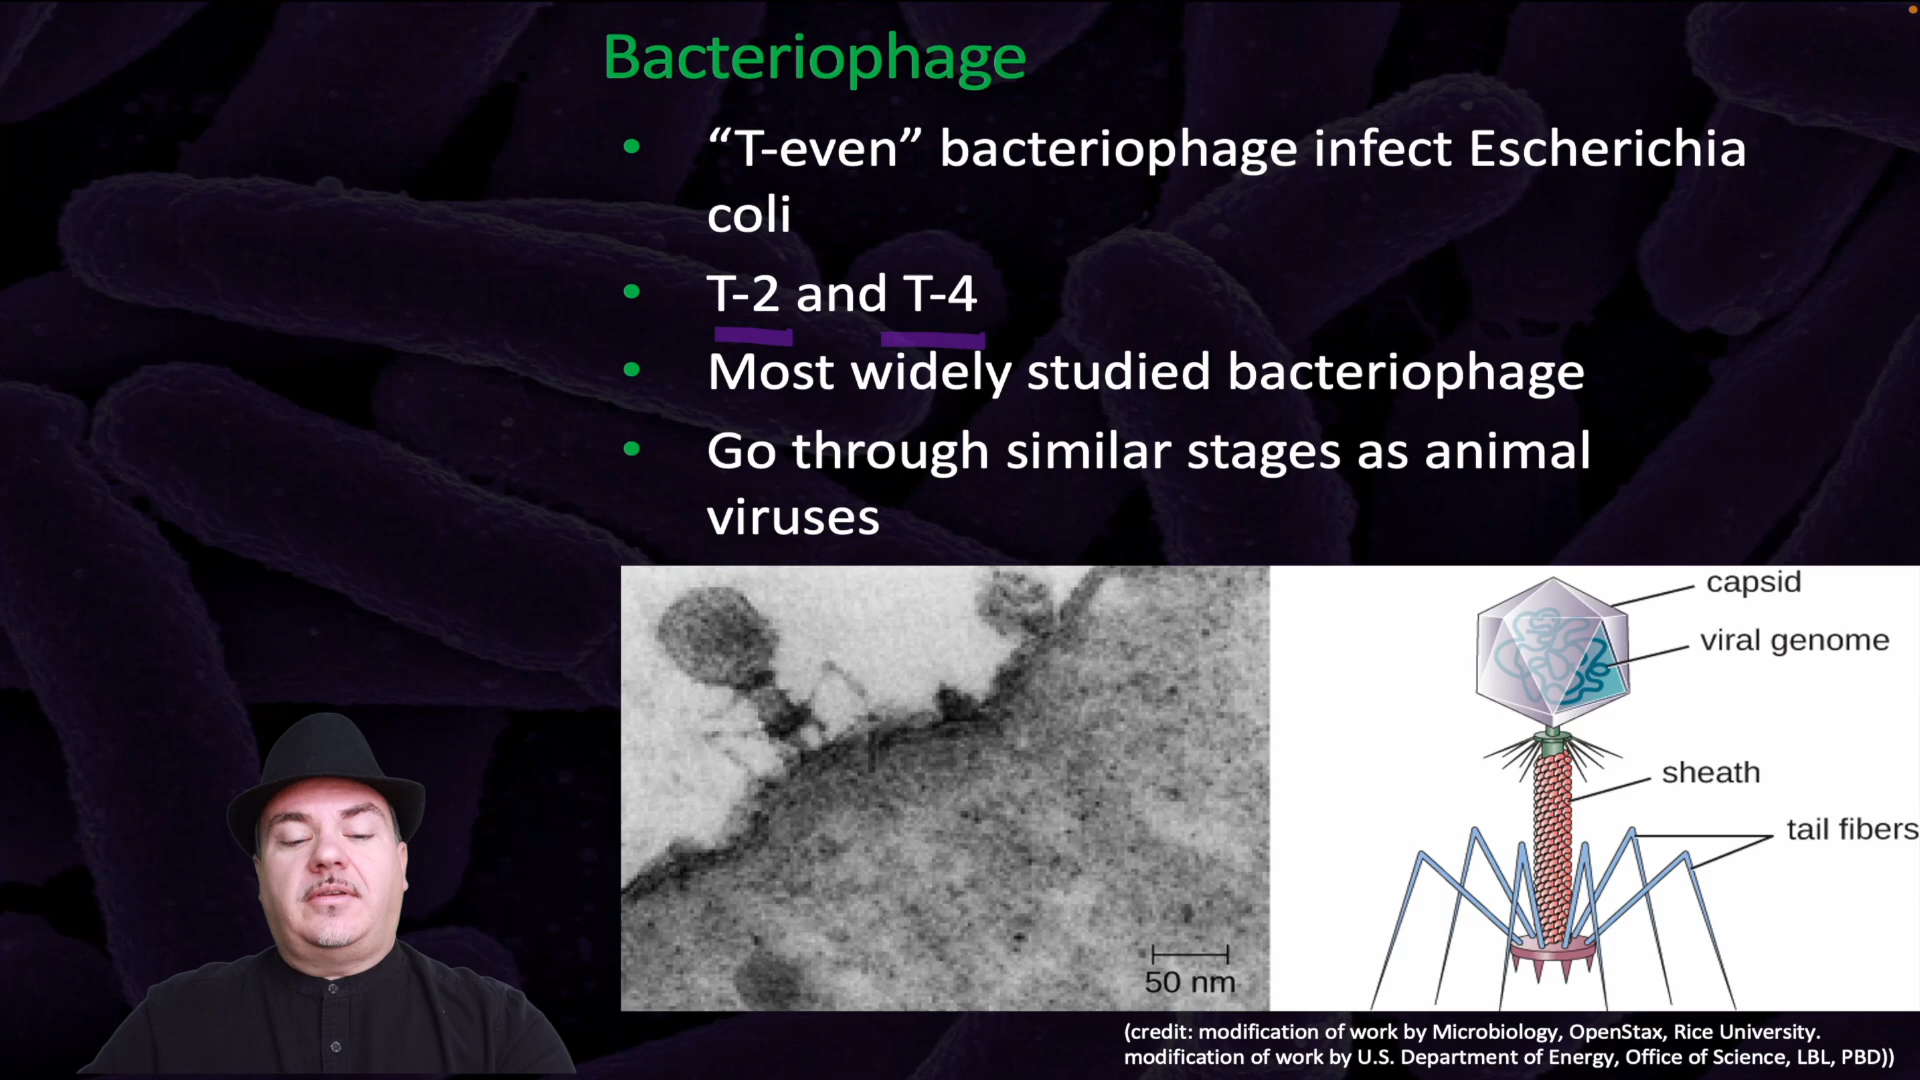 Bacteriophage
• “T-even” bacteriophage infect Escherichia
coli
• T-2 and T-4
• Most widely studied bacteriophage
• Go through similar stages as animal
viruses
50 nm
capsid
viral genome
sheath
tail fibers
(credit: modification of work by Microbiology, OpenStax, Rice University.
modification of work by U.S. Department of Energy, Office of Science, LBL, PBD))